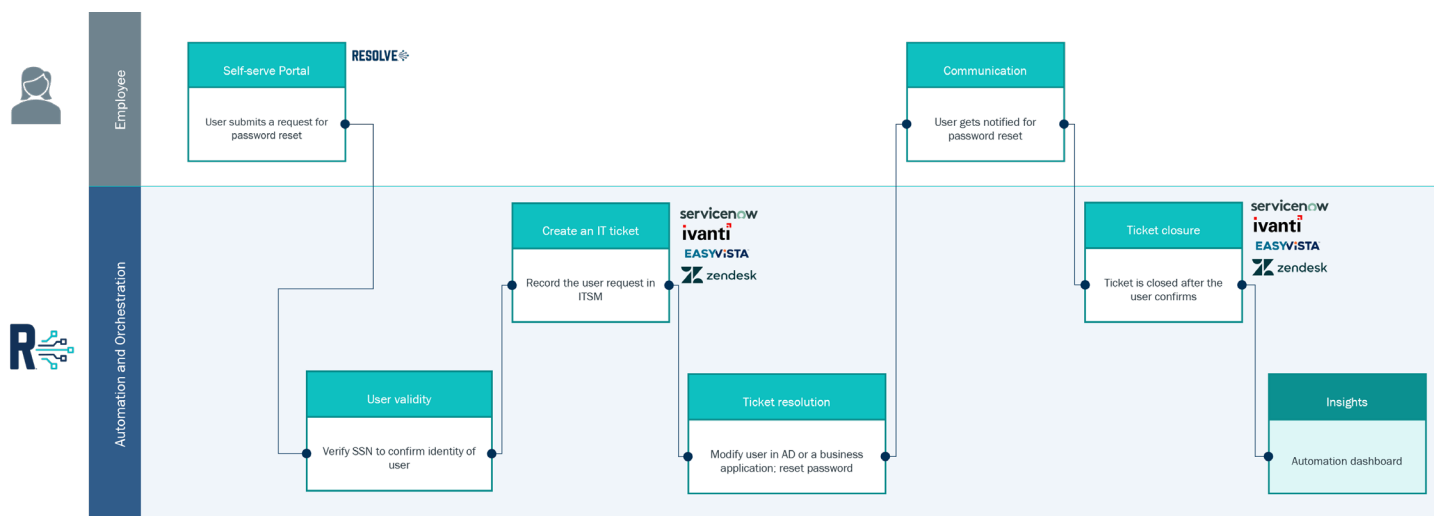 Employee
Self-serve Portal
RESOLVE
User submits a request for
password reset
Communication
User gets notified for
password reset
Automation and Orchestration
R
User validity
Verify SSN to confirm identity of
user
Create an IT ticket
Record the user request in
ITSM
servicenow
ivanti
EASYVISTA
zendesk
Ticket resolution
Modify user in AD or a business
application; reset password
Ticket closure
Ticket is closed after the
user confirms
servicenow
ivanti
EASYVISTA
zendesk
Insights
Automation dashboard